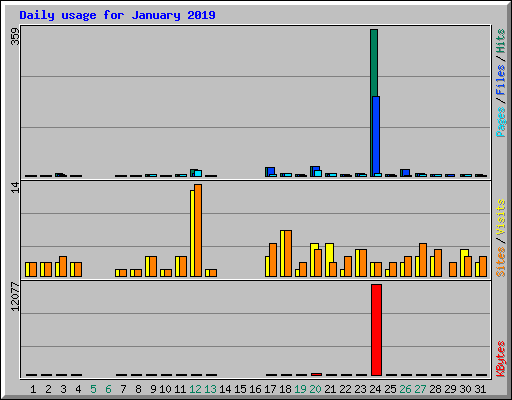 Daily usage for January 2019
359
Pages / Files / Hits
14
Sites / Visits
12077
KBytes
1 2 3 4 5 6 7 8 9 10 11 12 13 14 15 16 17 18 19 20 21 22 23 24 25 26 27 28 29 30 31